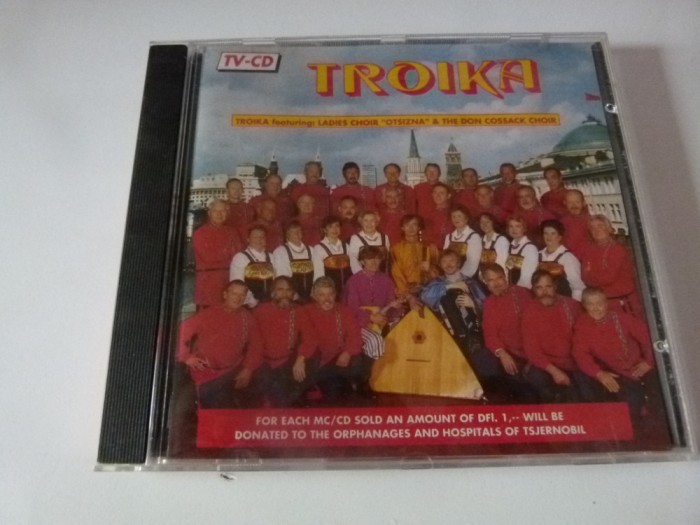 TV-CD
TROIKA
TROIKA featuring: LADIES CHOIR "OTSIZNA" & THE DON COSSACK CHOIR
FOR EACH MC/CD SOLD AN AMOUNT OF DFl. 1,-- WILL BE
DONATED TO THE ORPHANAGES AND HOSPITALS OF TSJERNOBIL